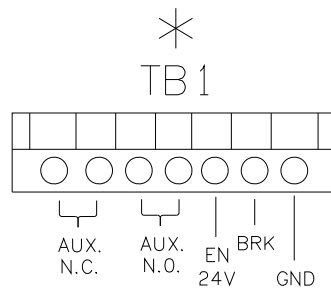 TB1
AUX. N.C.
AUX. N.O.
EN 24V
BRK
GND